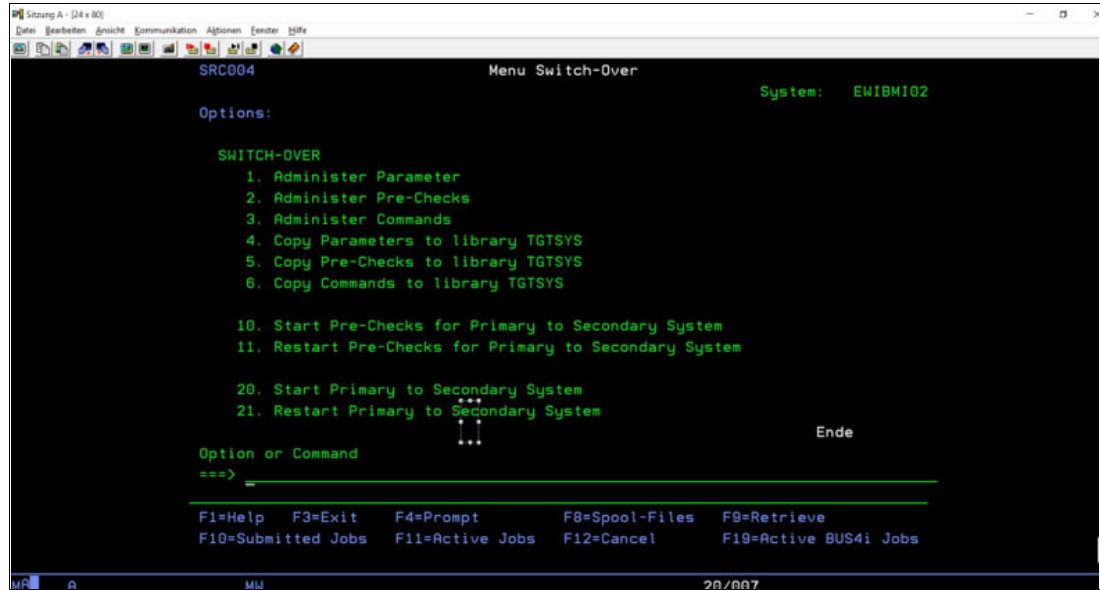 Sitzung A - [24 x 80]
Datei Bearbeiten Ansicht Kommunikation Aktionen Fenster Hilfe
SRC004 Menu Switch-Over
System: EWIBMI02
Options:
SWITCH-OVER
1. Administer Parameter
2. Administer Pre-Checks
3. Administer Commands
4. Copy Parameters to library TGTSYS
5. Copy Pre-Checks to library TGTSYS
6. Copy Commands to library TGTSYS
10. Start Pre-Checks for Primary to Secondary System
11. Restart Pre-Checks for Primary to Secondary System
20. Start Primary to Secondary System
21. Restart Primary to Secondary System
Ende
Option or Command
===>
F1=Help F3=Exit F4=Prompt F8=Spool-Files F9=Retrieve
F10=Submitted Jobs F11=Active Jobs F12=Cancel F19=Active BUS4i Jobs
MA A MW 20/007